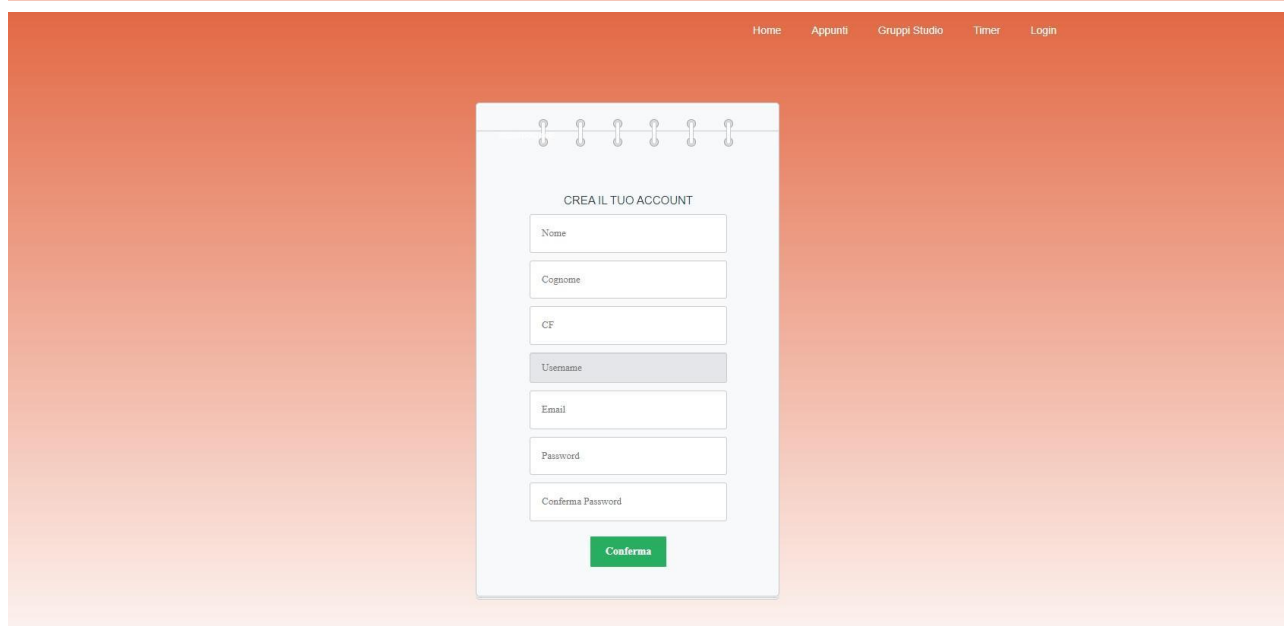 Home Appunti Gruppi Studio Timer Login
CREA IL TUO ACCOUNT
Nome
Cognome
CF
Username
Email
Password
Conferma Password
Conferma